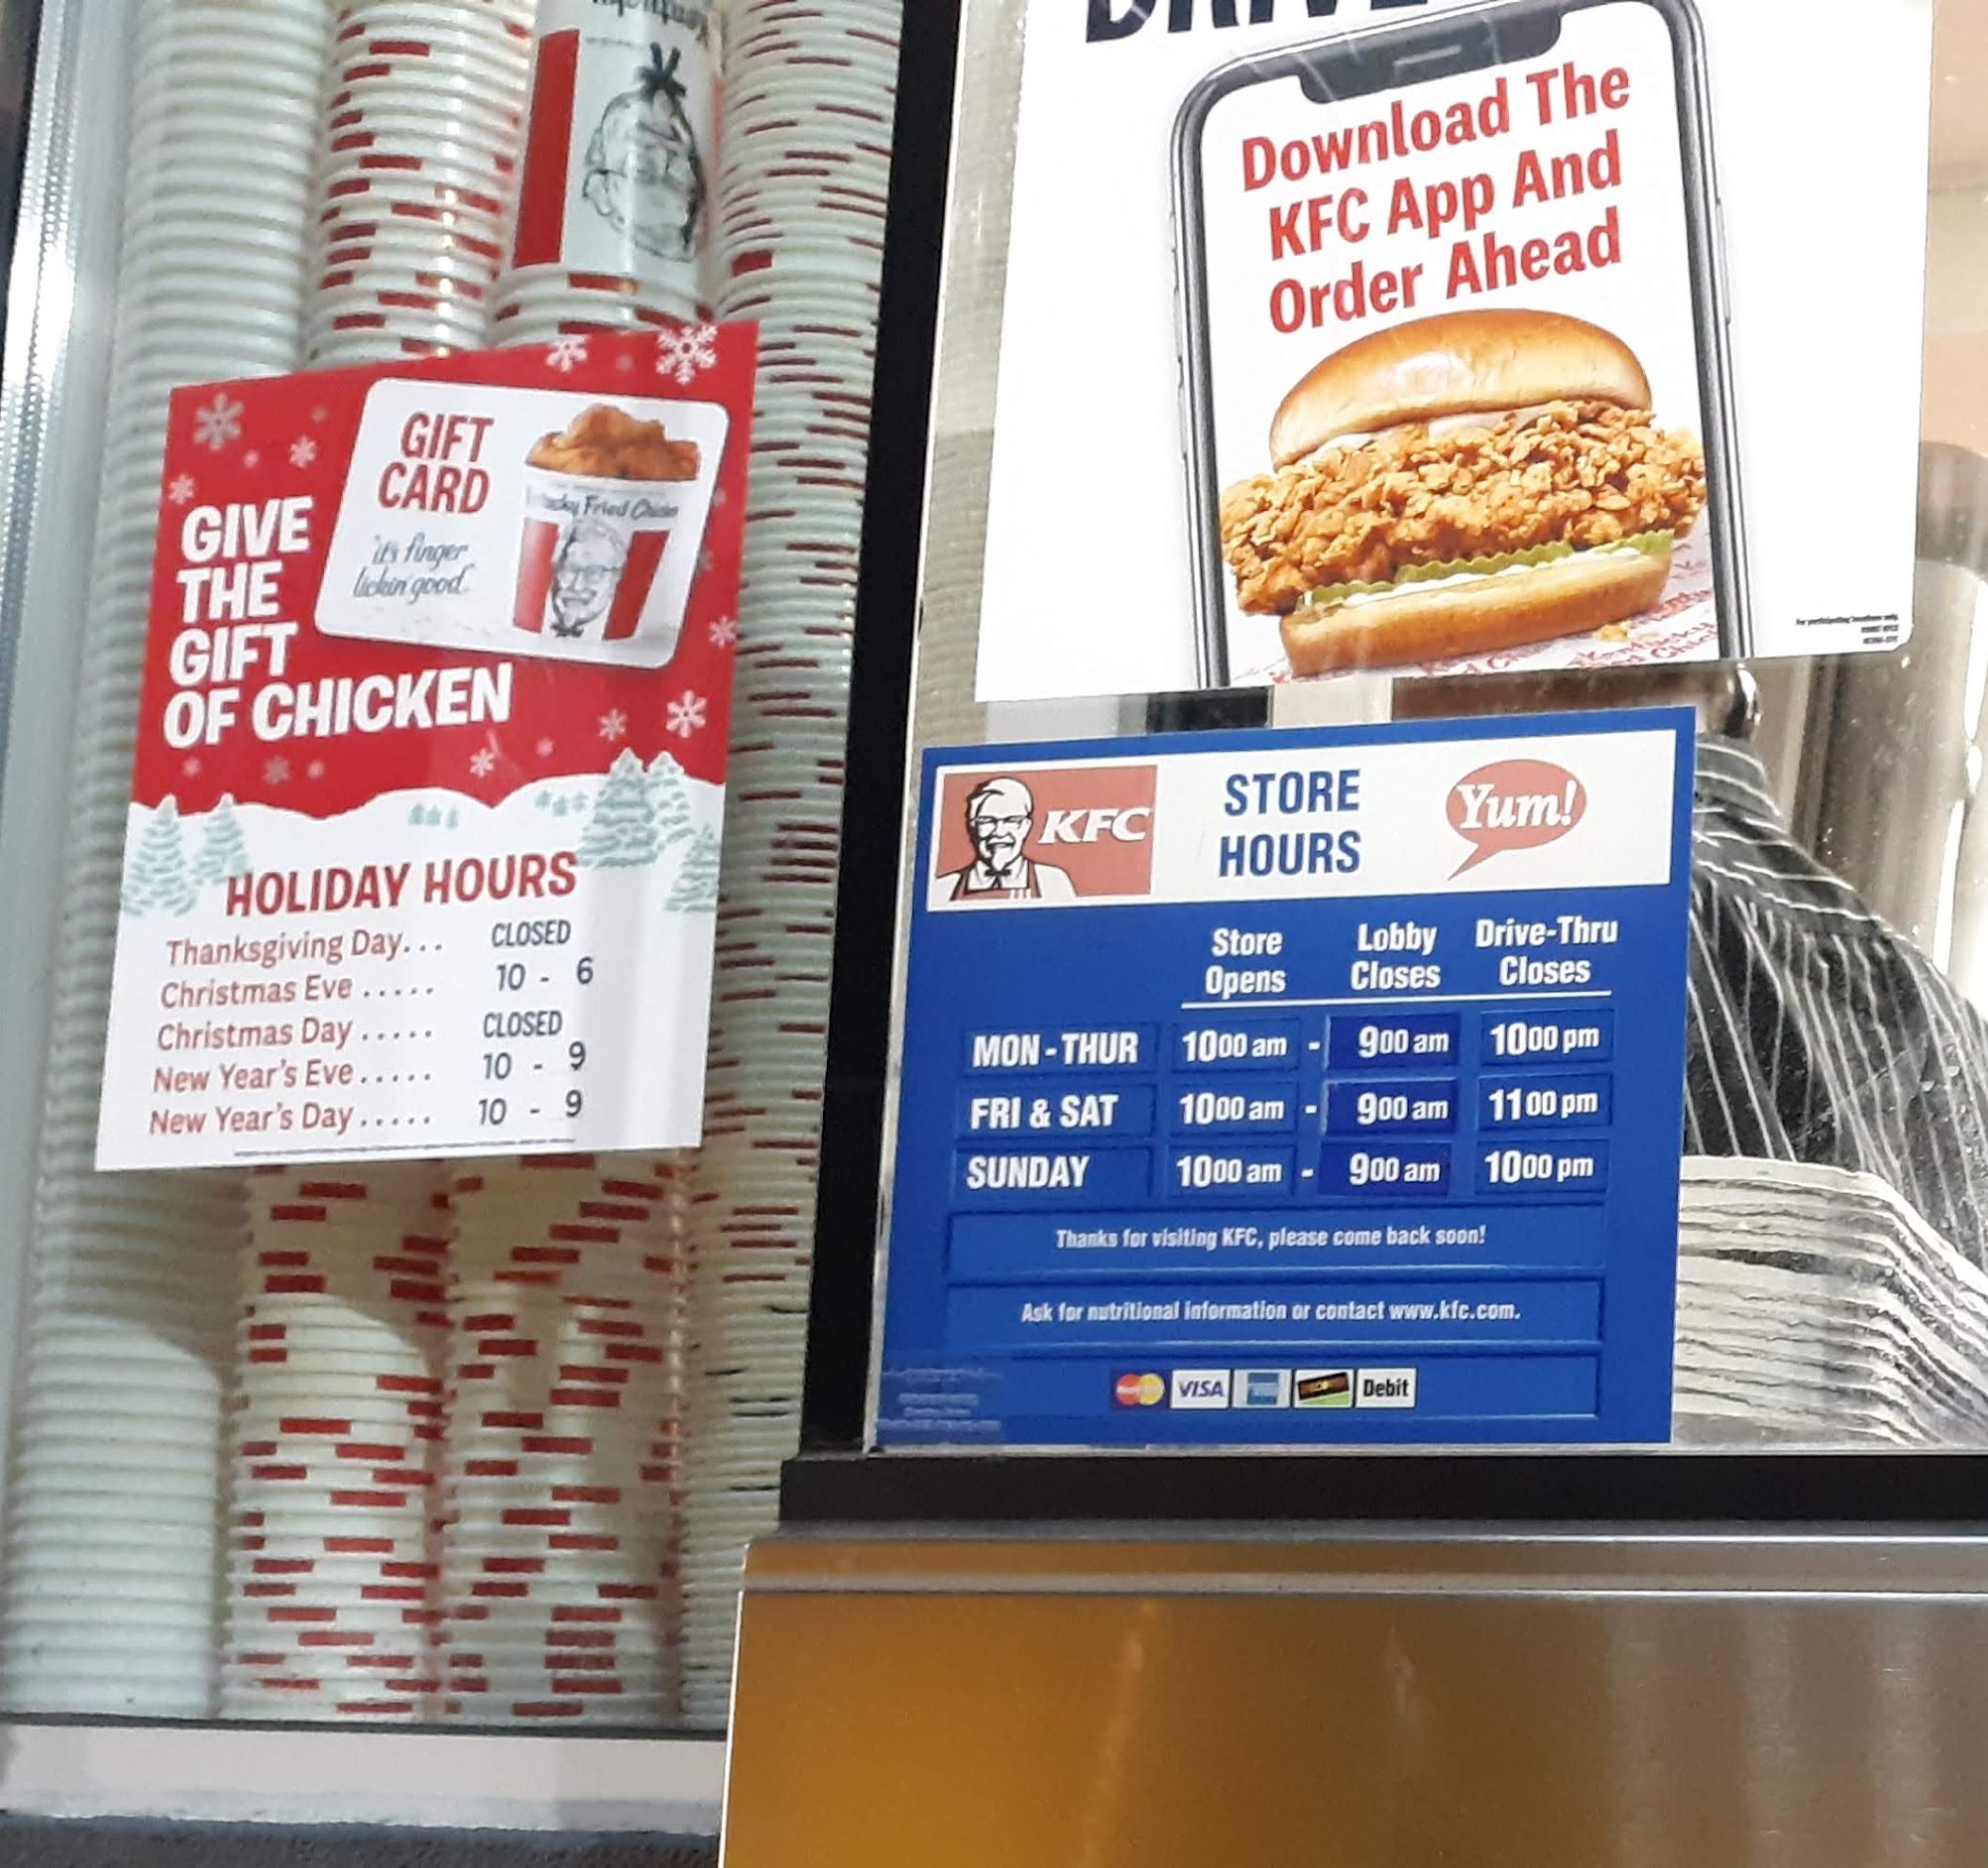 GIFT
CARD
"it's finger
lickin' good."
Fried Chicken
GIVE
THE
GIFT
OF CHICKEN
HOLIDAY HOURS
Thanksgiving Day... CLOSED
Christmas Eve ..... 10 - 6
Christmas Day ..... CLOSED
New Year's Eve ..... 10 - 9
New Year's Day ..... 10 - 9
Download The
KFC App And
Order Ahead
KFC
STORE
HOURS
Yum!
Store Lobby Drive-Thru
Opens Closes Closes
MON - THUR 1000 am - 900 am 1000 pm
FRI & SAT 1000 am - 900 am 1100 pm
SUNDAY 1000 am - 900 am 1000 pm
Thanks for visiting KFC, please come back soon!
Ask for nutritional information or contact www.kfc.com.
VISA Debit